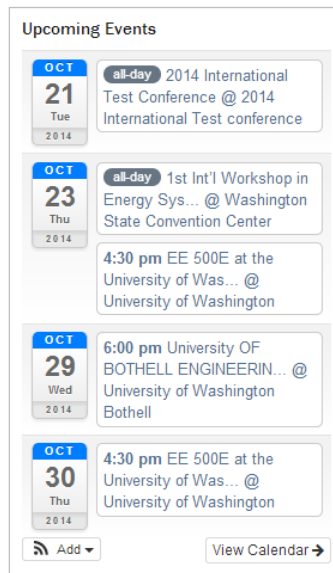 Upcoming Events
OCT
21
Tue
2014
all-day 2014 International
Test Conference @ 2014
International Test conference
OCT
23
Thu
2014
all-day 1st Int'l Workshop in
Energy Sys... @ Washington
State Convention Center
4:30 pm EE 500E at the
University of Was... @
University of Washington
OCT
29
Wed
2014
6:00 pm University OF
BOTHELL ENGINEERIN... @
University of Washington
Bothell
OCT
30
Thu
2014
4:30 pm EE 500E at the
University of Was... @
University of Washington
Add
View Calendar